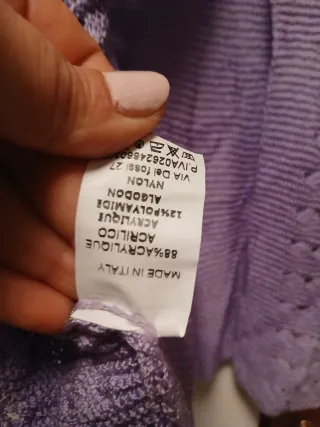 MADE IN ITALY
88%ACRYLIQUE
ACRILICO
ACRYLIQUE
12%POLYAMIDE
ALGODON
NYLON
VIA Dei fossi 27